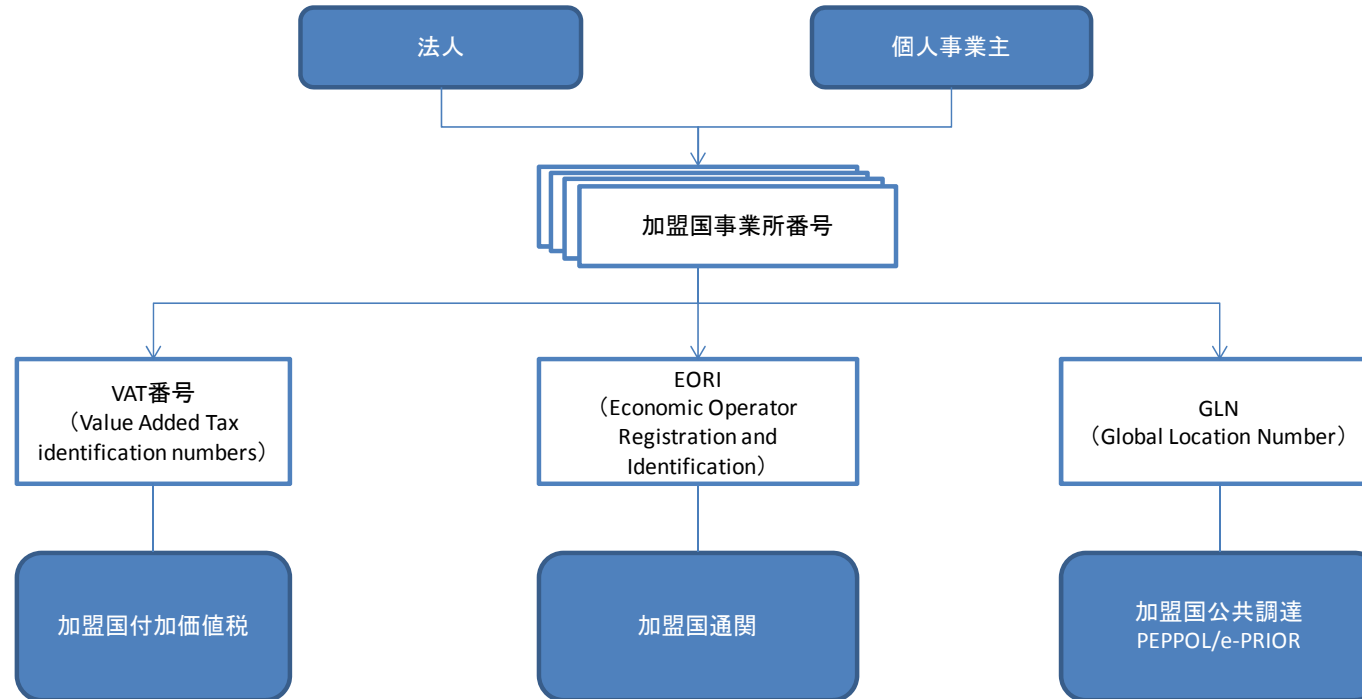 法人
個人事業主
加盟国事業所番号
VAT番号
（Value Added Tax
identification numbers）
EORI
（Economic Operator
Registration and
Identification）
GLN
（Global Location Number）
加盟国付加価値税
加盟国通関
加盟国公共調達
PEPPOL/e-PRIOR